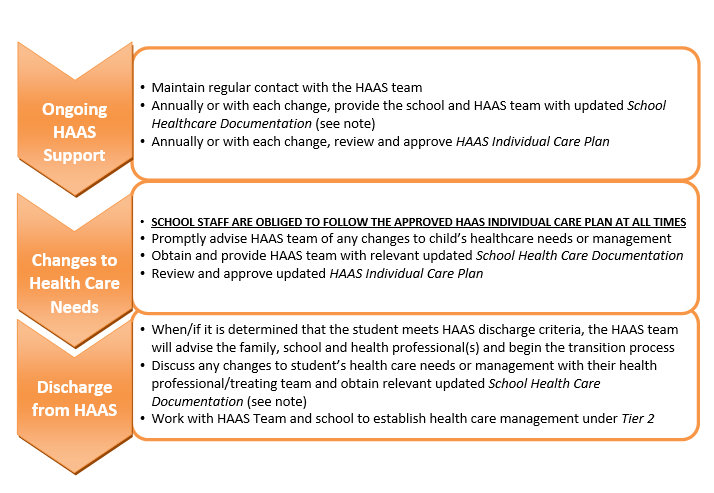 Ongoing
HAAS
Support
• Maintain regular contact with the HAAS team
• Annually or with each change, provide the school and HAAS team with updated School
Healthcare Documentation (see note)
• Annually or with each change, review and approve HAAS Individual Care Plan
Changes to
Health Care
Needs
• SCHOOL STAFF ARE OBLIGED TO FOLLOW THE APPROVED HAAS INDIVIDUAL CARE PLAN AT ALL TIMES
• Promptly advise HAAS team of any changes to child's healthcare needs or management
• Obtain and provide HAAS team with relevant updated School Health Care Documentation
• Review and approve updated HAAS Individual Care Plan
Discharge
from HAAS
• When/if it is determined that the student meets HAAS discharge criteria, the HAAS team
will advise the family, school and health professional(s) and begin the transition process
• Discuss any changes to student's health care needs or management with their health
professional/treating team and obtain relevant updated School Health Care
Documentation (see note)
• Work with HAAS Team and school to establish health care management under Tier 2